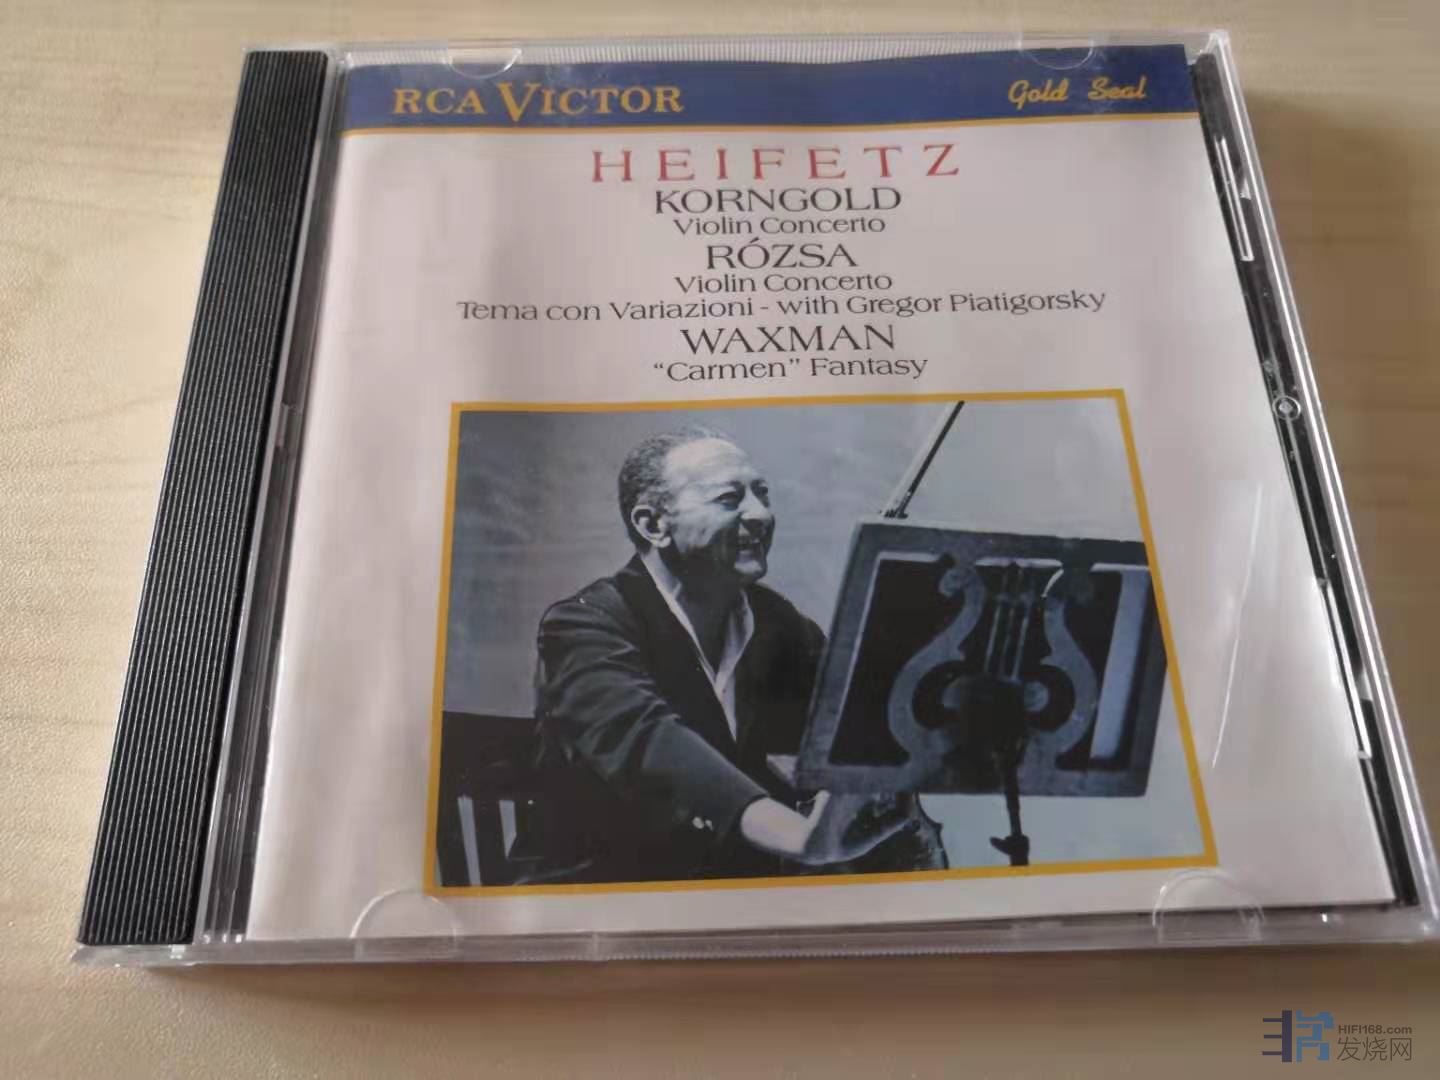 RCA VICTOR
Gold Seal
HEIFETZ
KORNGOLD
Violin Concerto
RÓZSA
Violin Concerto
Tema con Variazioni - with Gregor Piatigorsky
WAXMAN
“Carmen” Fantasy
HIFI168.com
发烧网